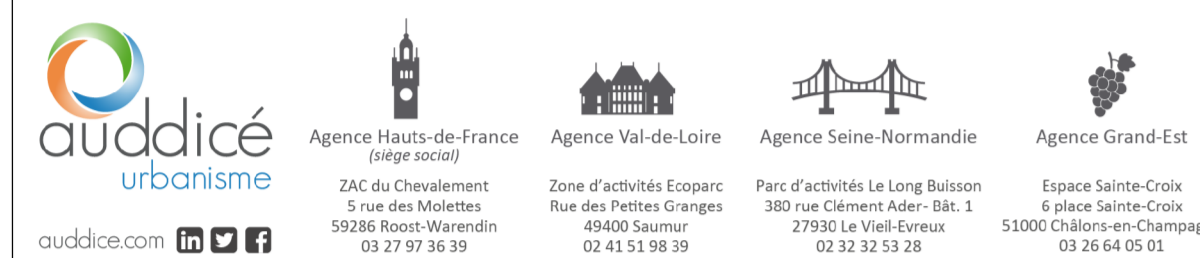 auddicé
urbanisme
auddice.com
Agence Hauts-de-France
(siège social)
ZAC du Chevalement
5 rue des Molettes
59286 Roost-Warendin
03 27 97 36 39
Agence Val-de-Loire
Zone d'activités Ecoparc
Rue des Petites Granges
49400 Saumur
02 41 51 98 39
Agence Seine-Normandie
Parc d'activités Le Long Buisson
380 rue Clément Ader- Bât. 1
27930 Le Vieil-Evreux
02 32 32 53 28
Agence Grand-Est
Espace Sainte-Croix
6 place Sainte-Croix
51000 Châlons-en-Champag
03 26 64 05 01